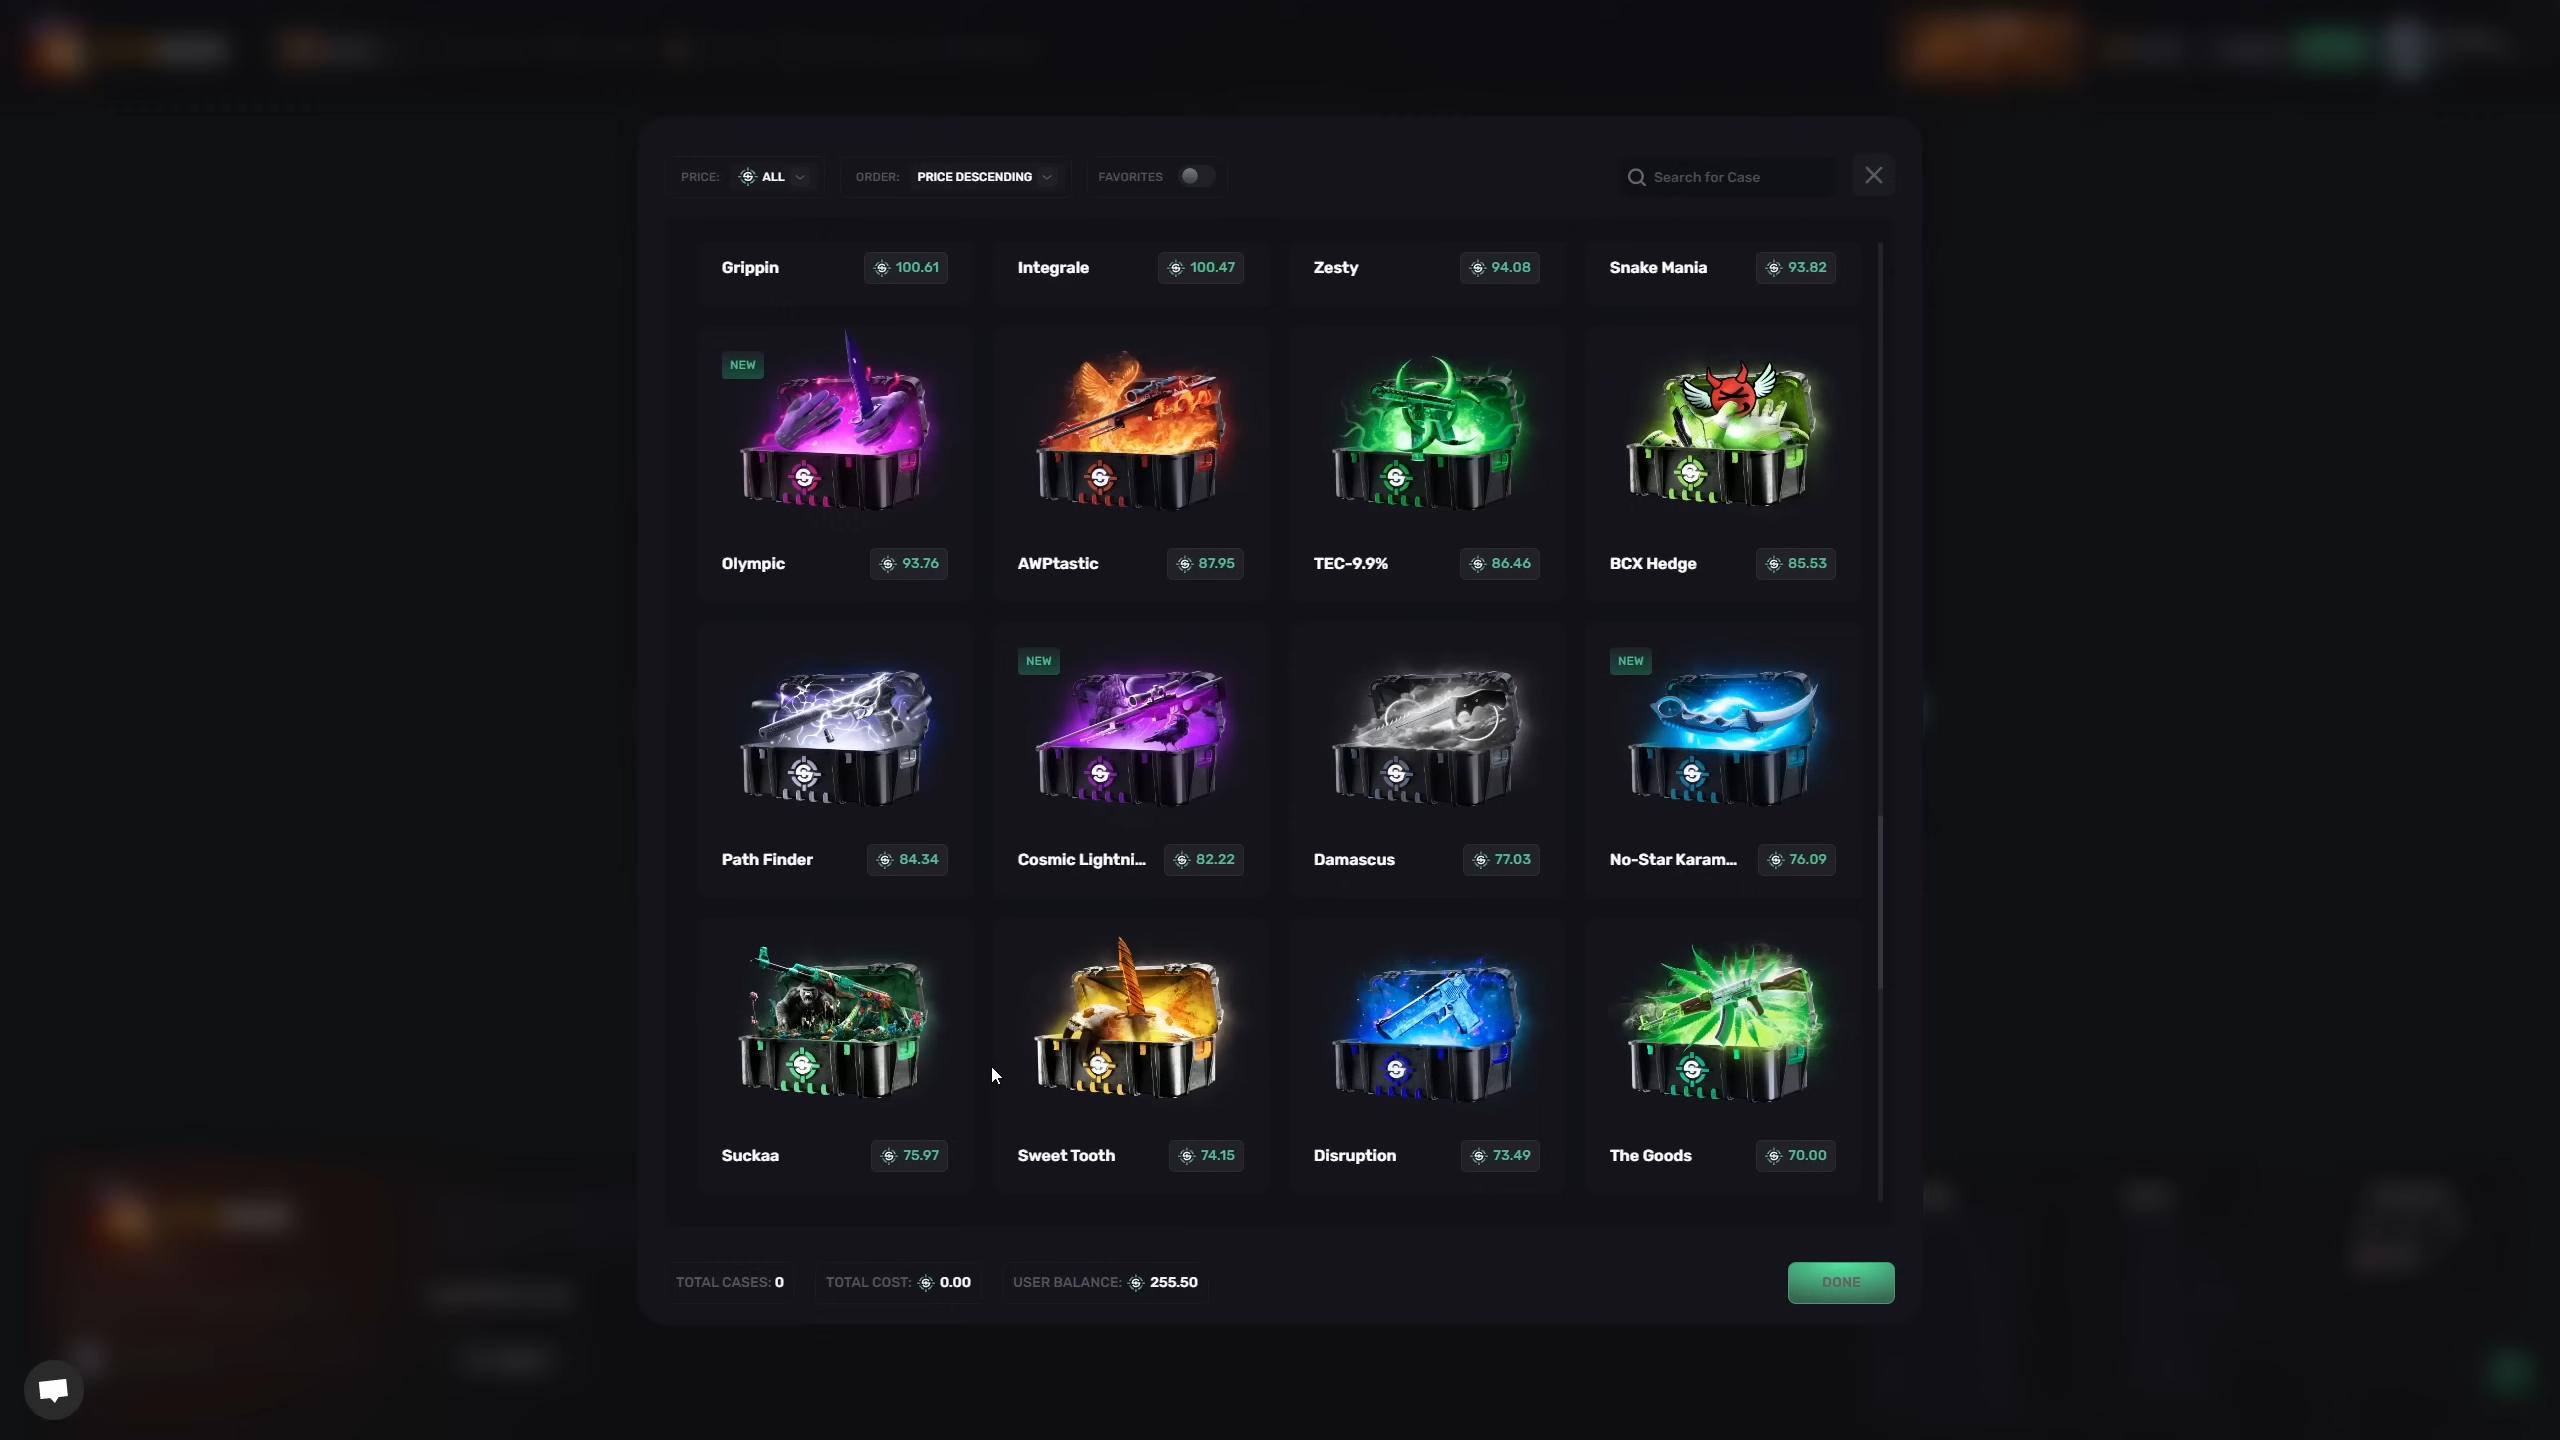 PRICE: ALL ORDER: PRICE DESCENDING FAVORITES Search for Case
Grippin 100.61 Integrale 100.47 Zesty 94.08 Snake Mania 93.82
NEW
Olympic 93.76 AWPtastic 87.95 TEC-9.9% 86.46 BCX Hedge 85.53
NEW NEW
Path Finder 84.34 Cosmic Lightni... 82.22 Damascus 77.03 No-Star Karam... 76.09
Suckaa 75.97 Sweet Tooth 74.15 Disruption 73.49 The Goods 70.00
TOTAL CASES: 0 TOTAL COST: 0.00 USER BALANCE: 255.50 DONE